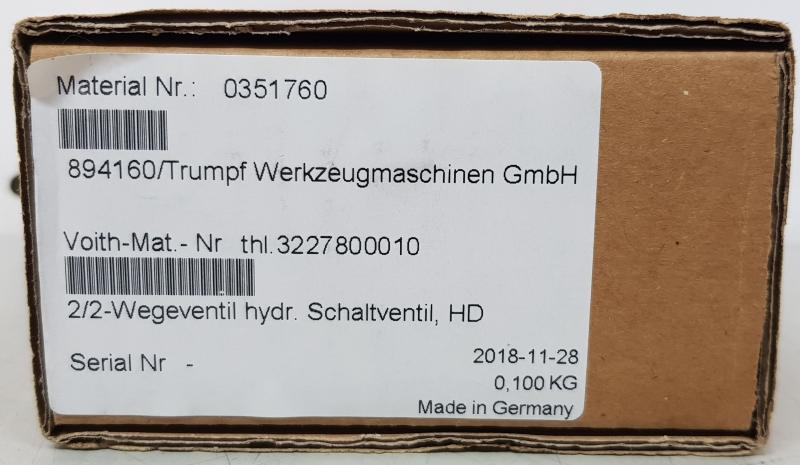 Material Nr.: 0351760
894160/Trumpf Werkzeugmaschinen GmbH
Voith-Mat.- Nr thl.3227800010
2/2-Wegeventil hydr. Schaltventil, HD
Serial Nr -
2018-11-28
0,100 KG
Made in Germany